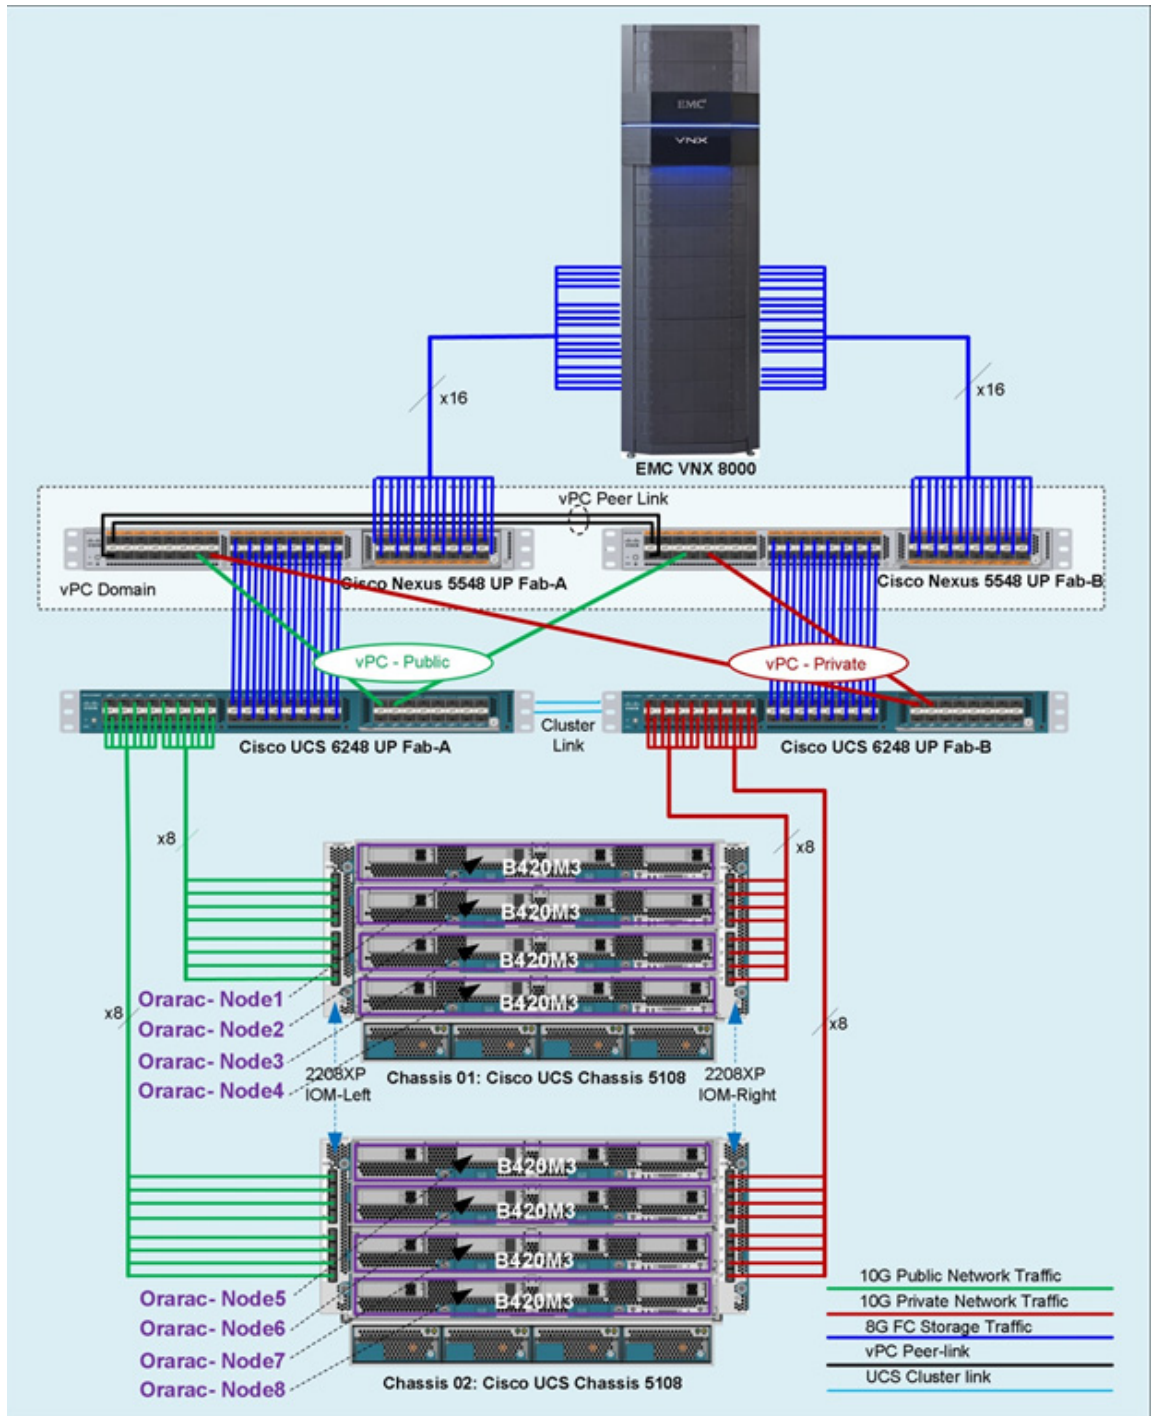 EMC²
VNX
x16
x16
EMC VNX 8000
vPC Peer Link
Cisco Nexus 5548 UP Fab-A
Cisco Nexus 5548 UP Fab-B
vPC Domain
vPC - Public
vPC - Private
Cluster
Link
Cisco UCS 6248 UP Fab-A
Cisco UCS 6248 UP Fab-B
x8
x8
B420M3
B420M3
B420M3
B420M3
Orarac- Node1
Orarac- Node2
Orarac- Node3
Orarac- Node4
x8
x8
2208XP
IOM-Left
Chassis 01: Cisco UCS Chassis 5108
2208XP
IOM-Right
B420M3
B420M3
B420M3
B420M3
Orarac- Node5
Orarac- Node6
Orarac- Node7
Orarac- Node8
Chassis 02: Cisco UCS Chassis 5108
10G Public Network Traffic
10G Private Network Traffic
8G FC Storage Traffic
vPC Peer-link
UCS Cluster link